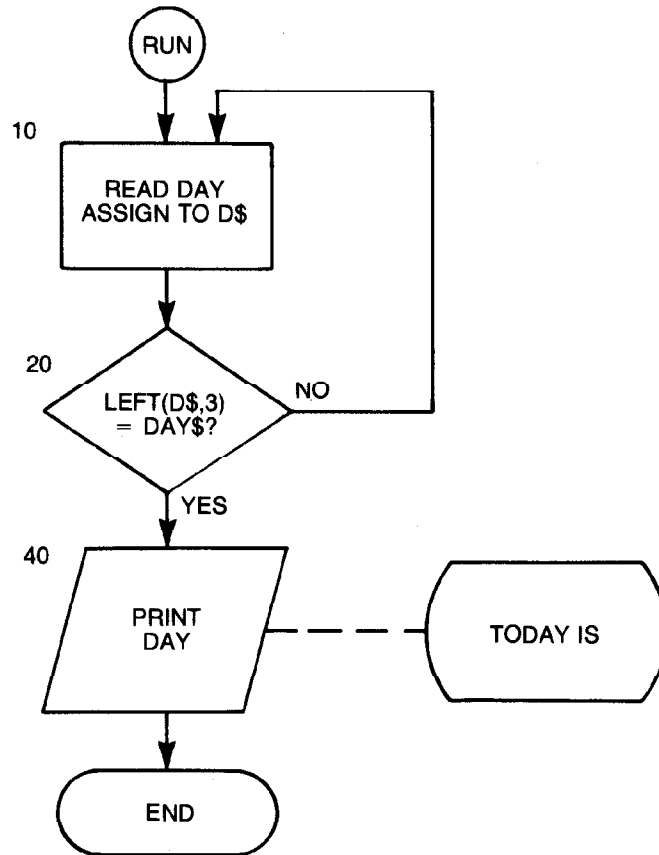 RUN
10
READ DAY
ASSIGN TO D$
20
LEFT(D$,3)
= DAY$?
NO
YES
40
PRINT
DAY
TODAY IS
END